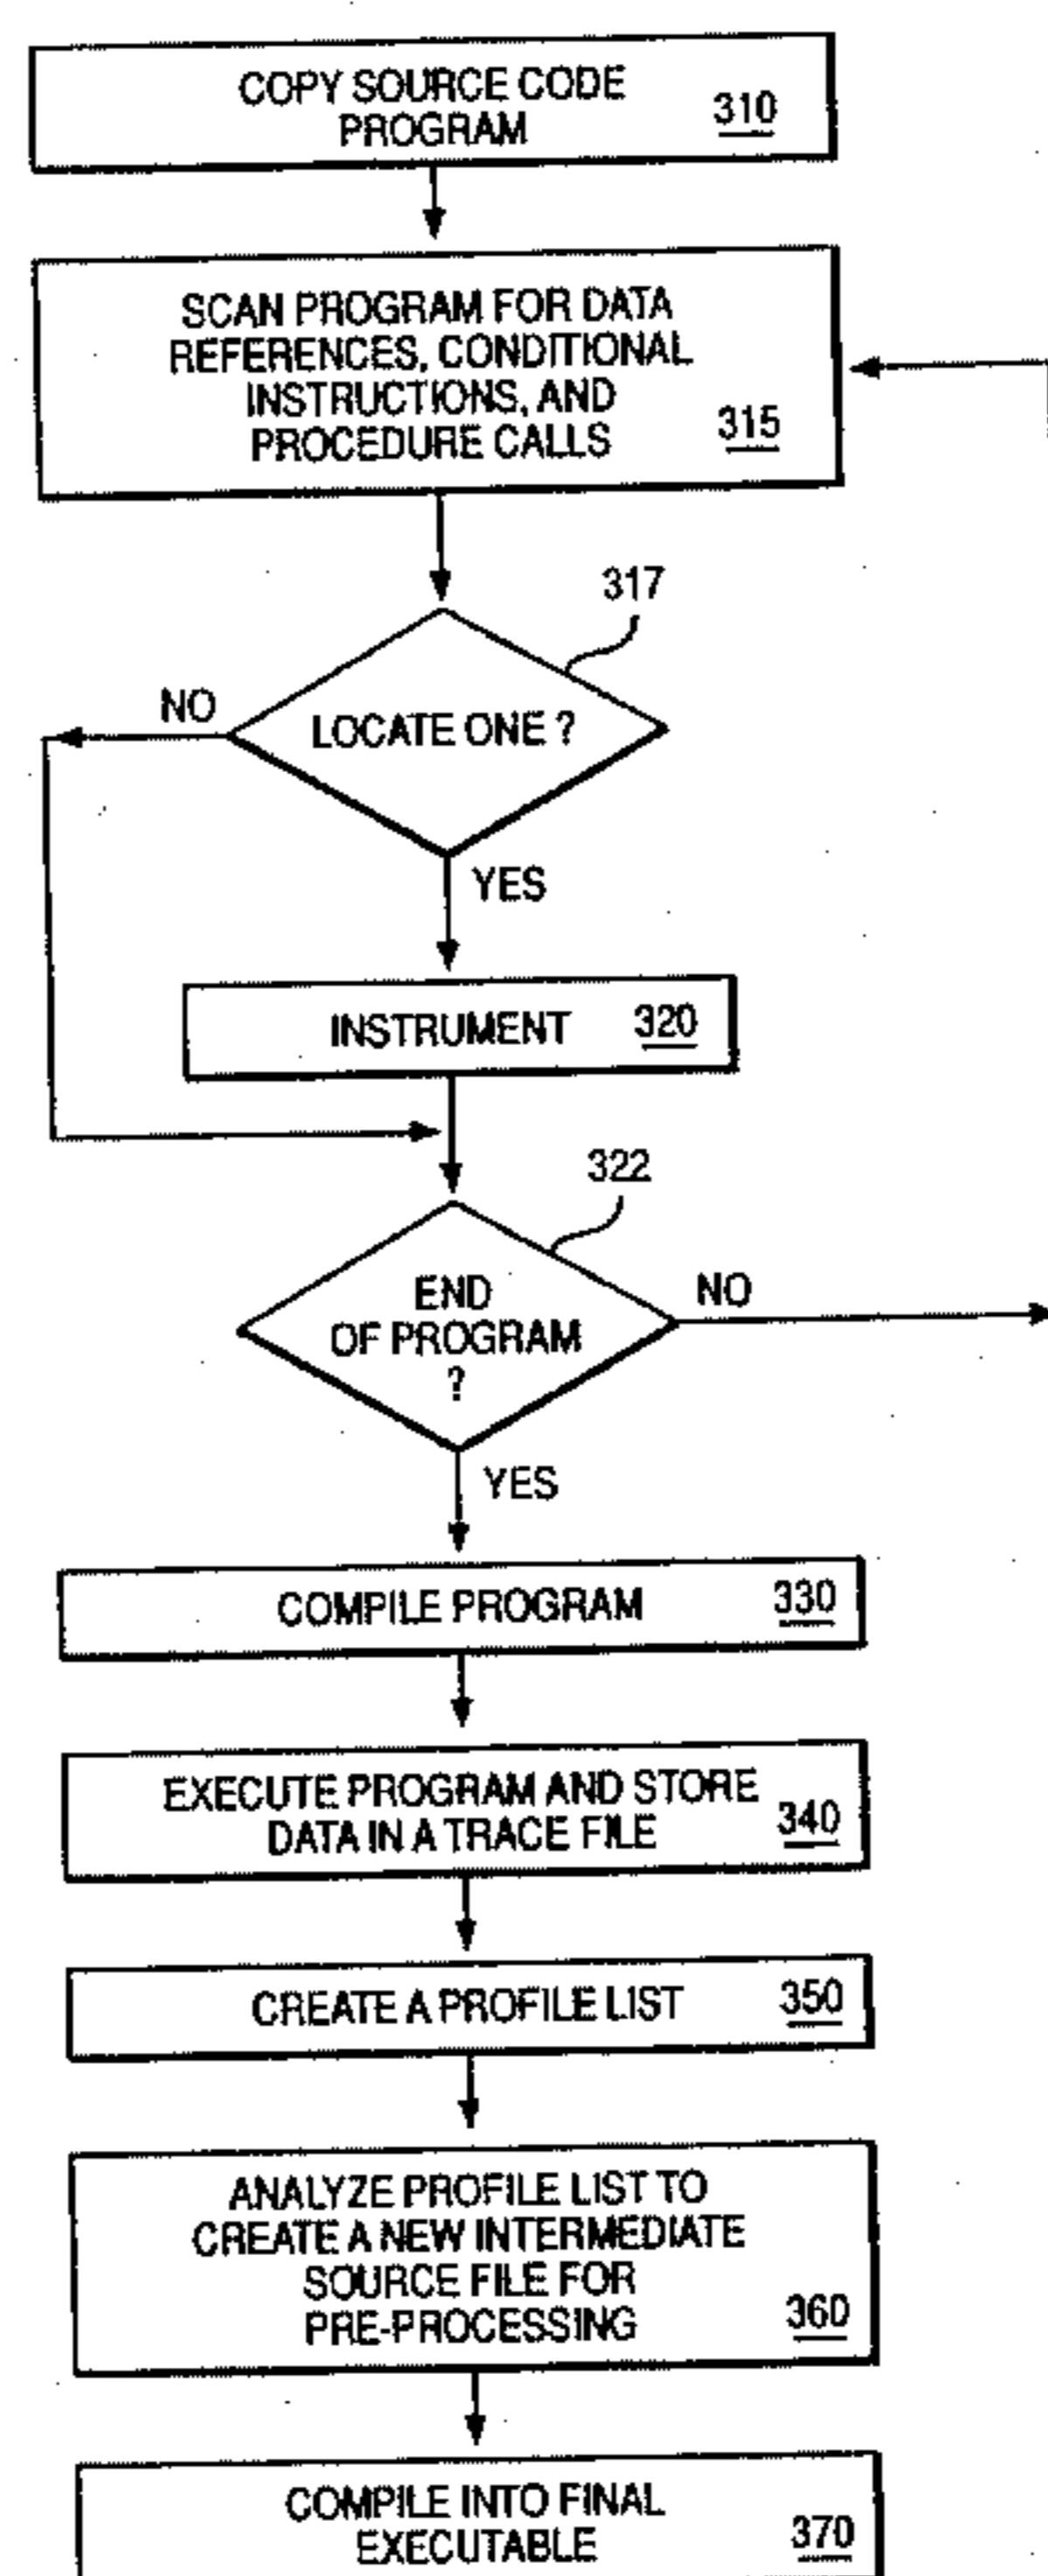 COPY SOURCE CODE
PROGRAM
310
SCAN PROGRAM FOR DATA
REFERENCES, CONDITIONAL
INSTRUCTIONS, AND
PROCEDURE CALLS
315
317
NO
LOCATE ONE ?
YES
INSTRUMENT
320
322
END
OF PROGRAM
?
NO
YES
COMPILE PROGRAM
330
EXECUTE PROGRAM AND STORE
DATA IN A TRACE FILE
340
CREATE A PROFILE LIST
350
ANALYZE PROFILE LIST TO
CREATE A NEW INTERMEDIATE
SOURCE FILE FOR
PRE-PROCESSING
360
COMPILE INTO FINAL
EXECUTABLE
370